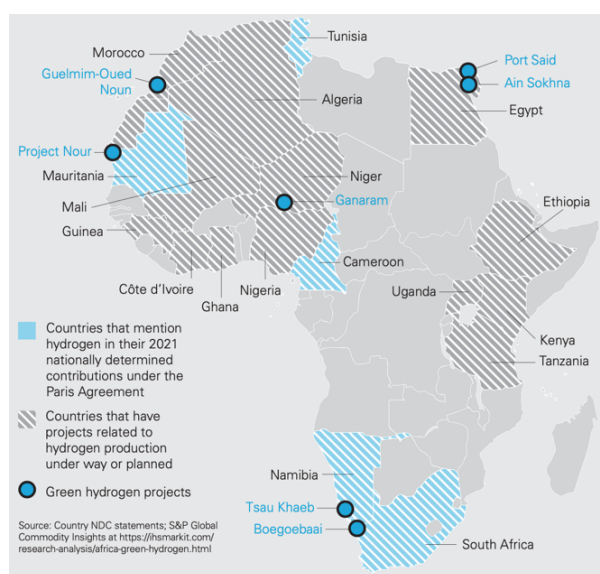 Tunisia
Morocco
Guelmim-Oued
Noun
Port Said
Ain Sokhna
Algeria
Egypt
Project Nour
Mauritania
Niger
Ganaram
Mali
Guinea
Ethiopia
Cameroon
Côte d'Ivoire
Nigeria
Ghana
Uganda
Kenya
Tanzania
Countries that mention
hydrogen in their 2021
nationally determined
contributions under the
Paris Agreement
Countries that have
projects related to
hydrogen production
under way or planned
Green hydrogen projects
Namibia
Tsau Khaeb
Boegoebaai
South Africa
Source: Country NDC statements; S&P Global
Commodity Insights at https://ihsmarkit.com/
research-analysis/africa-green-hydrogen.html